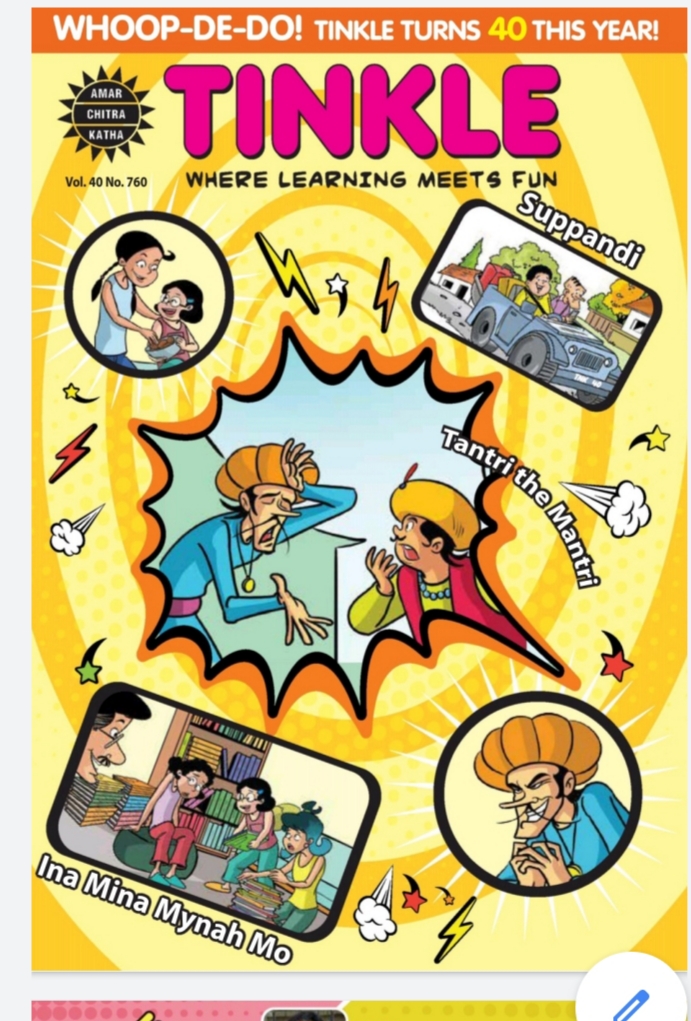 WHOOP-DE-DO! TINKLE TURNS 40 THIS YEAR!
AMAR
CHITRA
KATHA
TINKLE
Vol. 40 No. 760
WHERE LEARNING MEETS FUN
Suppandi
Tantri the Mantri
Ina Mina Mynah Mo